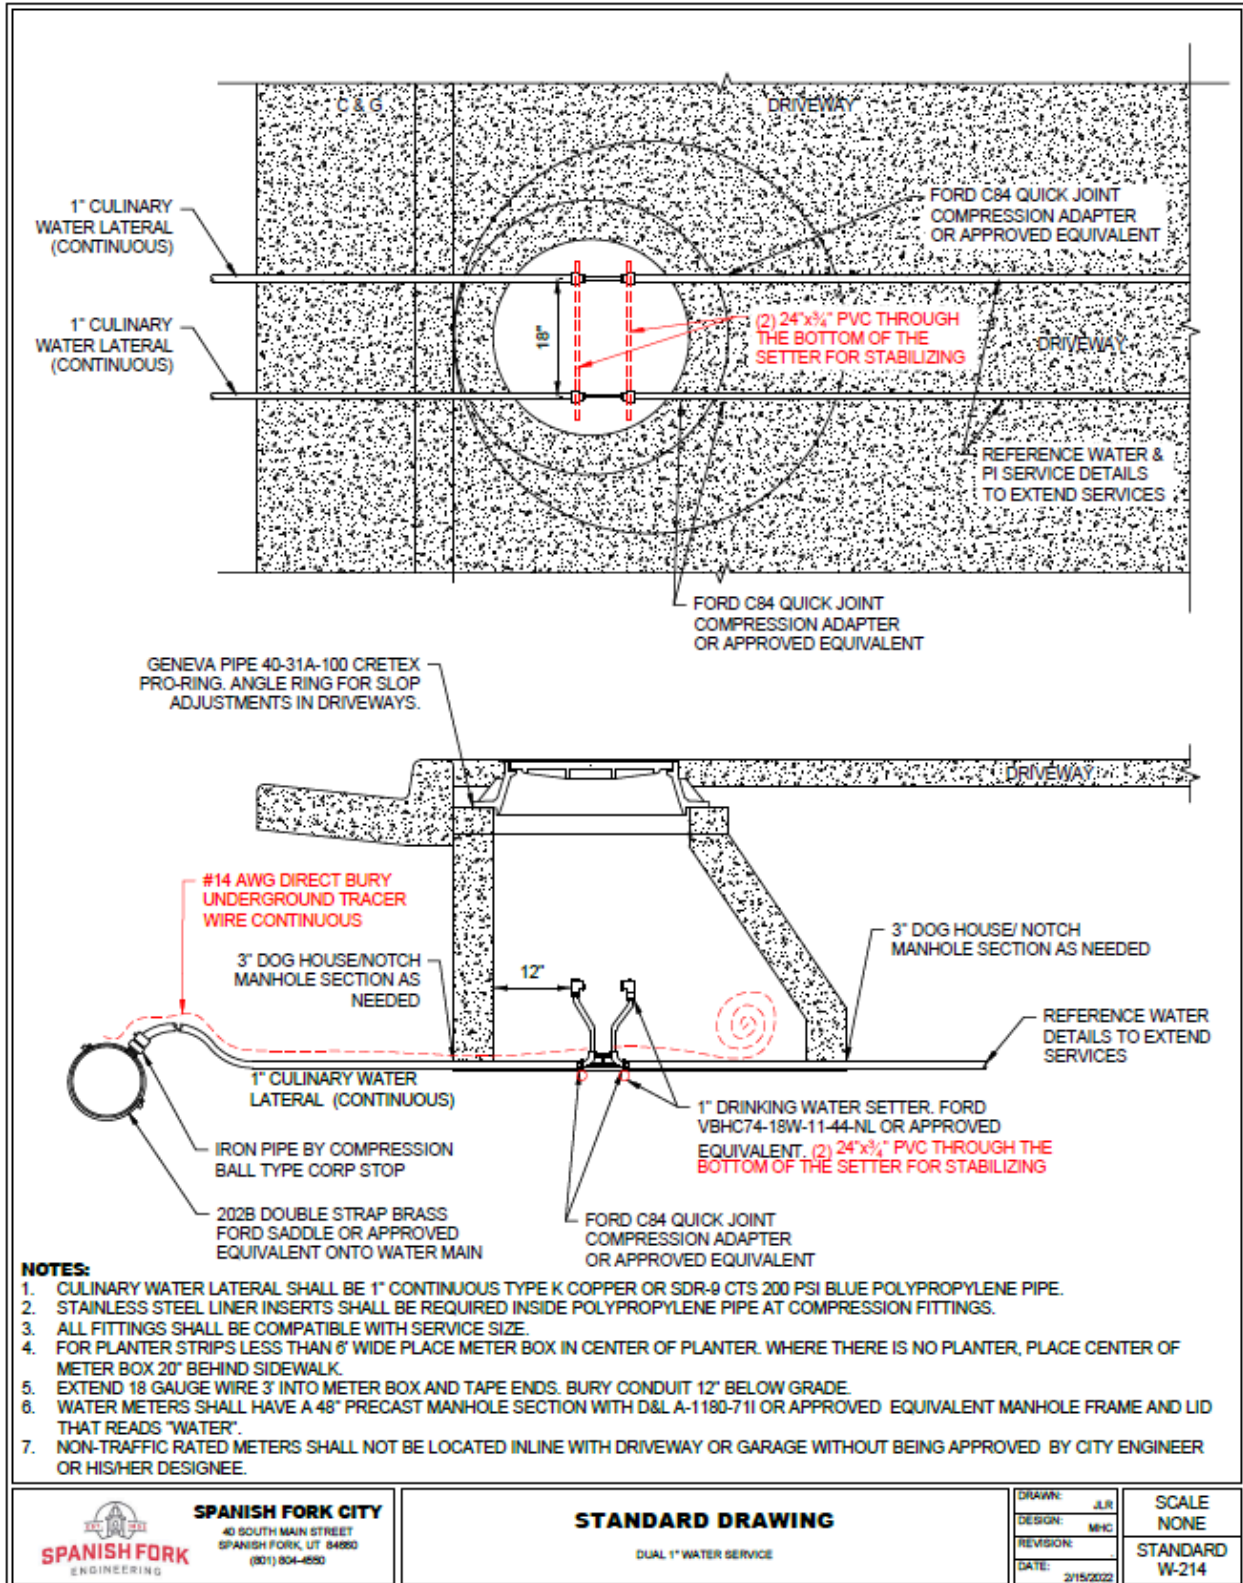 C & G
DRIVEWAY
1" CULINARY
WATER LATERAL
(CONTINUOUS)
FORD C84 QUICK JOINT
COMPRESSION ADAPTER
OR APPROVED EQUIVALENT
1" CULINARY
WATER LATERAL
(CONTINUOUS)
18"
(2) 24"x¾" PVC THROUGH
THE BOTTOM OF THE
SETTER FOR STABILIZING
DRIVEWAY
REFERENCE WATER &
PI SERVICE DETAILS
TO EXTEND SERVICES
FORD C84 QUICK JOINT
COMPRESSION ADAPTER
OR APPROVED EQUIVALENT
GENEVA PIPE 40-31A-100 CRETEX
PRO-RING. ANGLE RING FOR SLOP
ADJUSTMENTS IN DRIVEWAYS.
DRIVEWAY
#14 AWG DIRECT BURY
UNDERGROUND TRACER
WIRE CONTINUOUS
3" DOG HOUSE/NOTCH
MANHOLE SECTION AS
NEEDED
12"
3" DOG HOUSE/ NOTCH
MANHOLE SECTION AS NEEDED
REFERENCE WATER
DETAILS TO EXTEND
SERVICES
1" CULINARY WATER
LATERAL (CONTINUOUS)
1" DRINKING WATER SETTER. FORD
VBHC74-18W-11-44-NL OR APPROVED
EQUIVALENT. (2) 24"x¾" PVC THROUGH THE
BOTTOM OF THE SETTER FOR STABILIZING
IRON PIPE BY COMPRESSION
BALL TYPE CORP STOP
202B DOUBLE STRAP BRASS
FORD SADDLE OR APPROVED
EQUIVALENT ONTO WATER MAIN
FORD C84 QUICK JOINT
COMPRESSION ADAPTER
OR APPROVED EQUIVALENT
NOTES:
1. CULINARY WATER LATERAL SHALL BE 1" CONTINUOUS TYPE K COPPER OR SDR-9 CTS 200 PSI BLUE POLYPROPYLENE PIPE.
2. STAINLESS STEEL LINER INSERTS SHALL BE REQUIRED INSIDE POLYPROPYLENE PIPE AT COMPRESSION FITTINGS.
3. ALL FITTINGS SHALL BE COMPATIBLE WITH SERVICE SIZE.
4. FOR PLANTER STRIPS LESS THAN 6' WIDE PLACE METER BOX IN CENTER OF PLANTER. WHERE THERE IS NO PLANTER, PLACE CENTER OF
METER BOX 20" BEHIND SIDEWALK.
5. EXTEND 18 GAUGE WIRE 3' INTO METER BOX AND TAPE ENDS. BURY CONDUIT 12" BELOW GRADE.
6. WATER METERS SHALL HAVE A 48" PRECAST MANHOLE SECTION WITH D&L A-1180-71I OR APPROVED EQUIVALENT MANHOLE FRAME AND LID
THAT READS "WATER".
7. NON-TRAFFIC RATED METERS SHALL NOT BE LOCATED INLINE WITH DRIVEWAY OR GARAGE WITHOUT BEING APPROVED BY CITY ENGINEER
OR HIS/HER DESIGNEE.
SPANISH FORK
ENGINEERING
SPANISH FORK CITY
40 SOUTH MAIN STREET
SPANISH FORK, UT 84660
(801) 804-4550
STANDARD DRAWING
DUAL 1" WATER SERVICE
DRAWN: JLR
DESIGN: MHC
REVISION:
DATE: 2/15/2022
SCALE
NONE
STANDARD
W-214